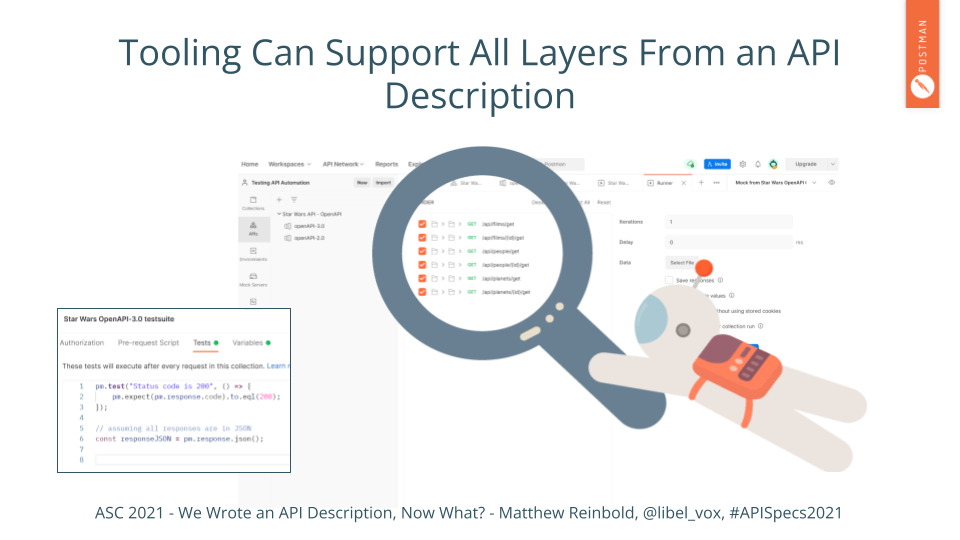 Tooling Can Support All Layers From an API
Description
POSTMAN
Home Workspaces API Network Reports
Invite Upgrade
Testing API Automation New Import
Runner Mock from Star Wars OpenAPI
Collections
Star Wars API - OpenAPI
openAPI-3.0
openAPI-2.0
APIs
Environments
Mock Servers
Reset
GET /api/films/get
GET /api/films/{id}/get
GET /api/people/get
GET /api/people/{id}/get
GET /api/planets/get
GET /api/planets/{id}/get
Iterations 1
Delay 0 ms
Data Select File
Save responses
values
without using stored cookies
collection run
Star Wars OpenAPI-3.0 testsuite
Authorization Pre-request Script Tests Variables
These tests will execute after every request in this collection. Learn
1 pm.test("Status code is 200", () => {
2 pm.expect(pm.response.code).to.eql(200);
3 });
4
5 // assuming all responses are in JSON
6 const responseJSON = pm.response.json();
7
8
ASC 2021 - We Wrote an API Description, Now What? - Matthew Reinbold, @libel_vox, #APISpecs2021